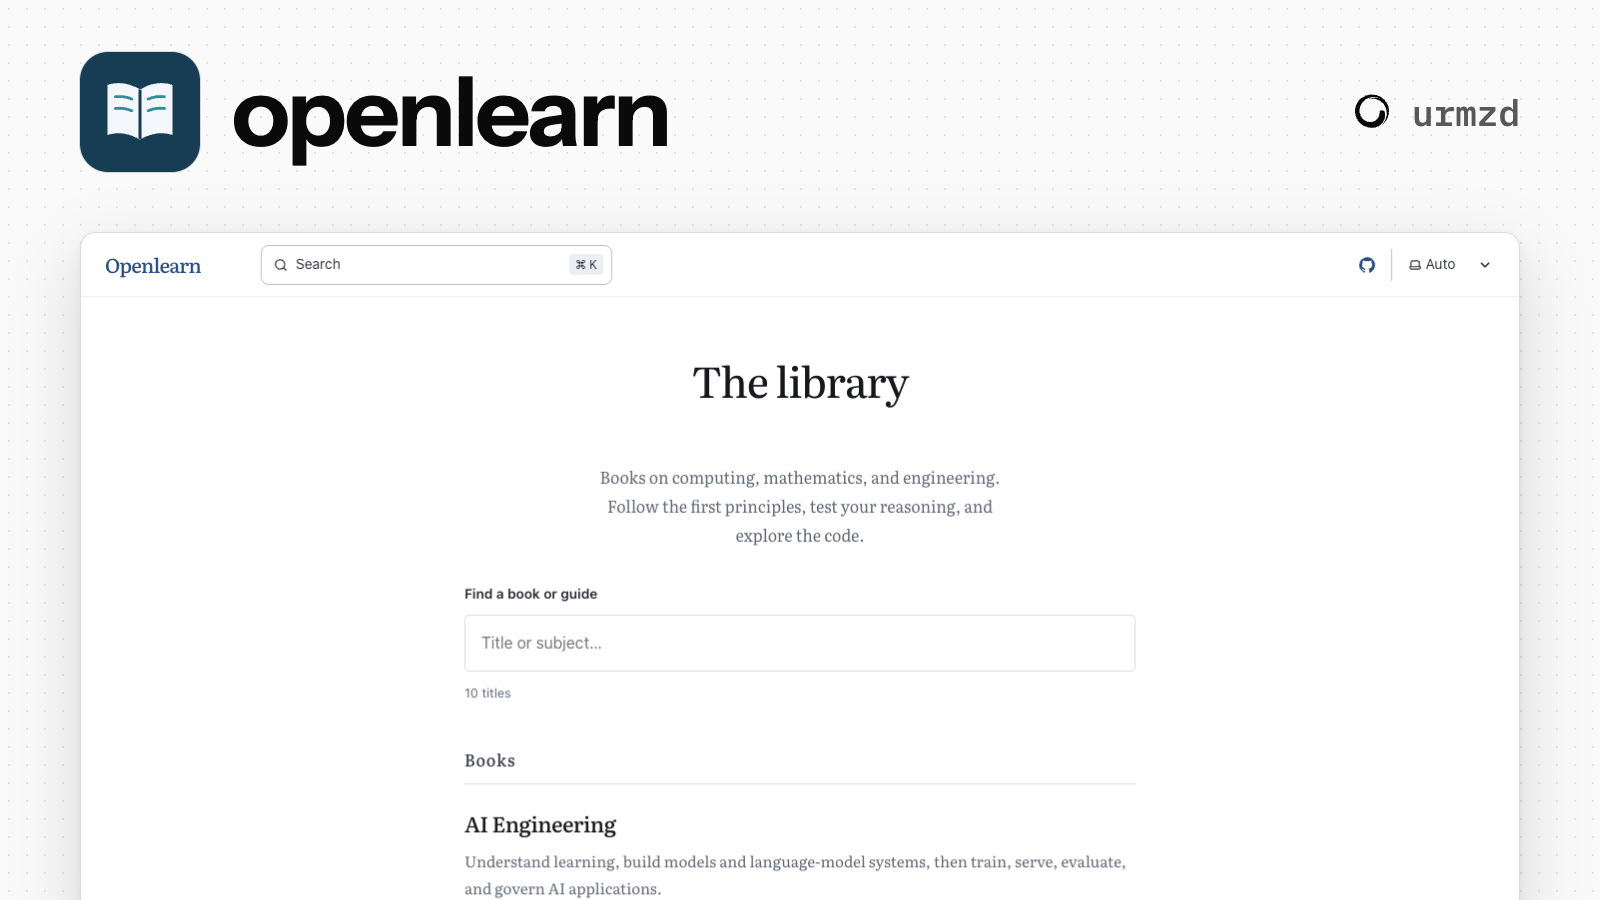 openlearn
urmzd
Openlearn
Search
⌘ K
Auto
The library
Books on computing, mathematics, and engineering.
Follow the first principles, test your reasoning, and
explore the code.
Find a book or guide
Title or subject...
10 titles
Books
AI Engineering
Understand learning, build models and language-model systems, then train, serve, evaluate,
and govern AI applications.